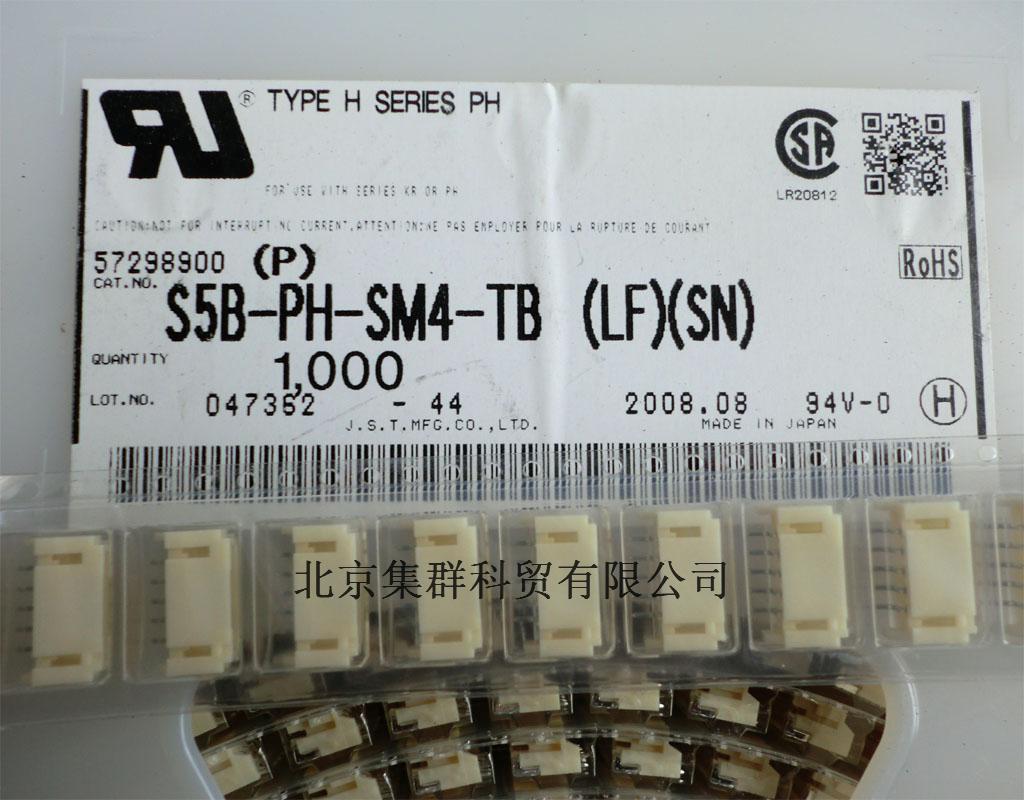 ® TYPE H SERIES PH
CSA
LR20812
FOR USE WITH SERIES KR OR PH
CAUTION:NOT FOR INTERRUPTING CURRENT,ATTENTION:NE PAS EMPLOYER POUR LA RUPTURE DE COURANT
57298900 (P)
RoHS
CAT.NO.
S5B-PH-SM4-TB (LF)(SN)
QUANTITY 1,000
LOT.NO. 047362 - 44 2008.08 94V-0 H
J.S.T.MFG.CO.,LTD. MADE IN JAPAN
北京集群科贸有限公司